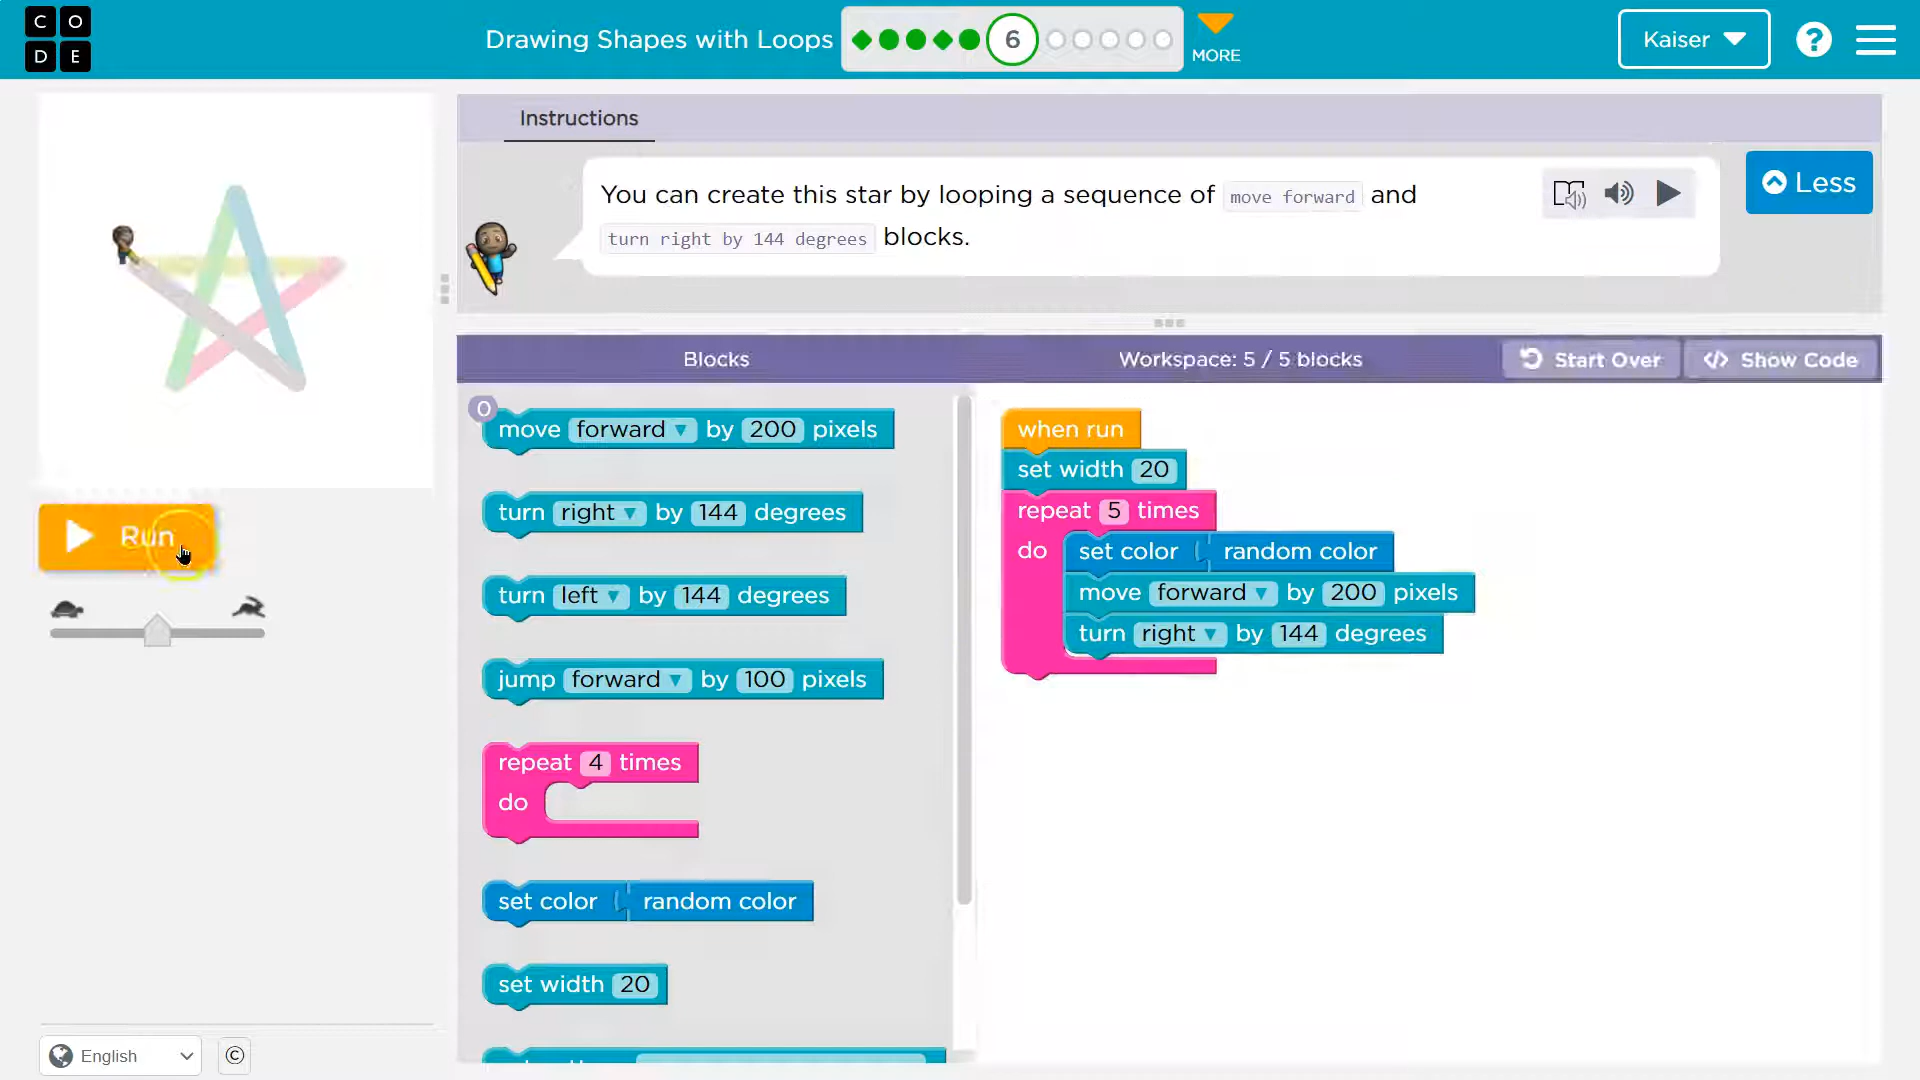 C O
D E
Drawing Shapes with Loops
6
MORE
Kaiser
?
Instructions
You can create this star by looping a sequence of move forward and
turn right by 144 degrees blocks.
Less
Blocks
Workspace: 5 / 5 blocks
Start Over
Show Code
0
move forward by 200 pixels
turn right by 144 degrees
turn left by 144 degrees
jump forward by 100 pixels
repeat 4 times
do
set color random color
set width 20
when run
set width 20
repeat 5 times
do
set color random color
move forward by 200 pixels
turn right by 144 degrees
Run
English
©